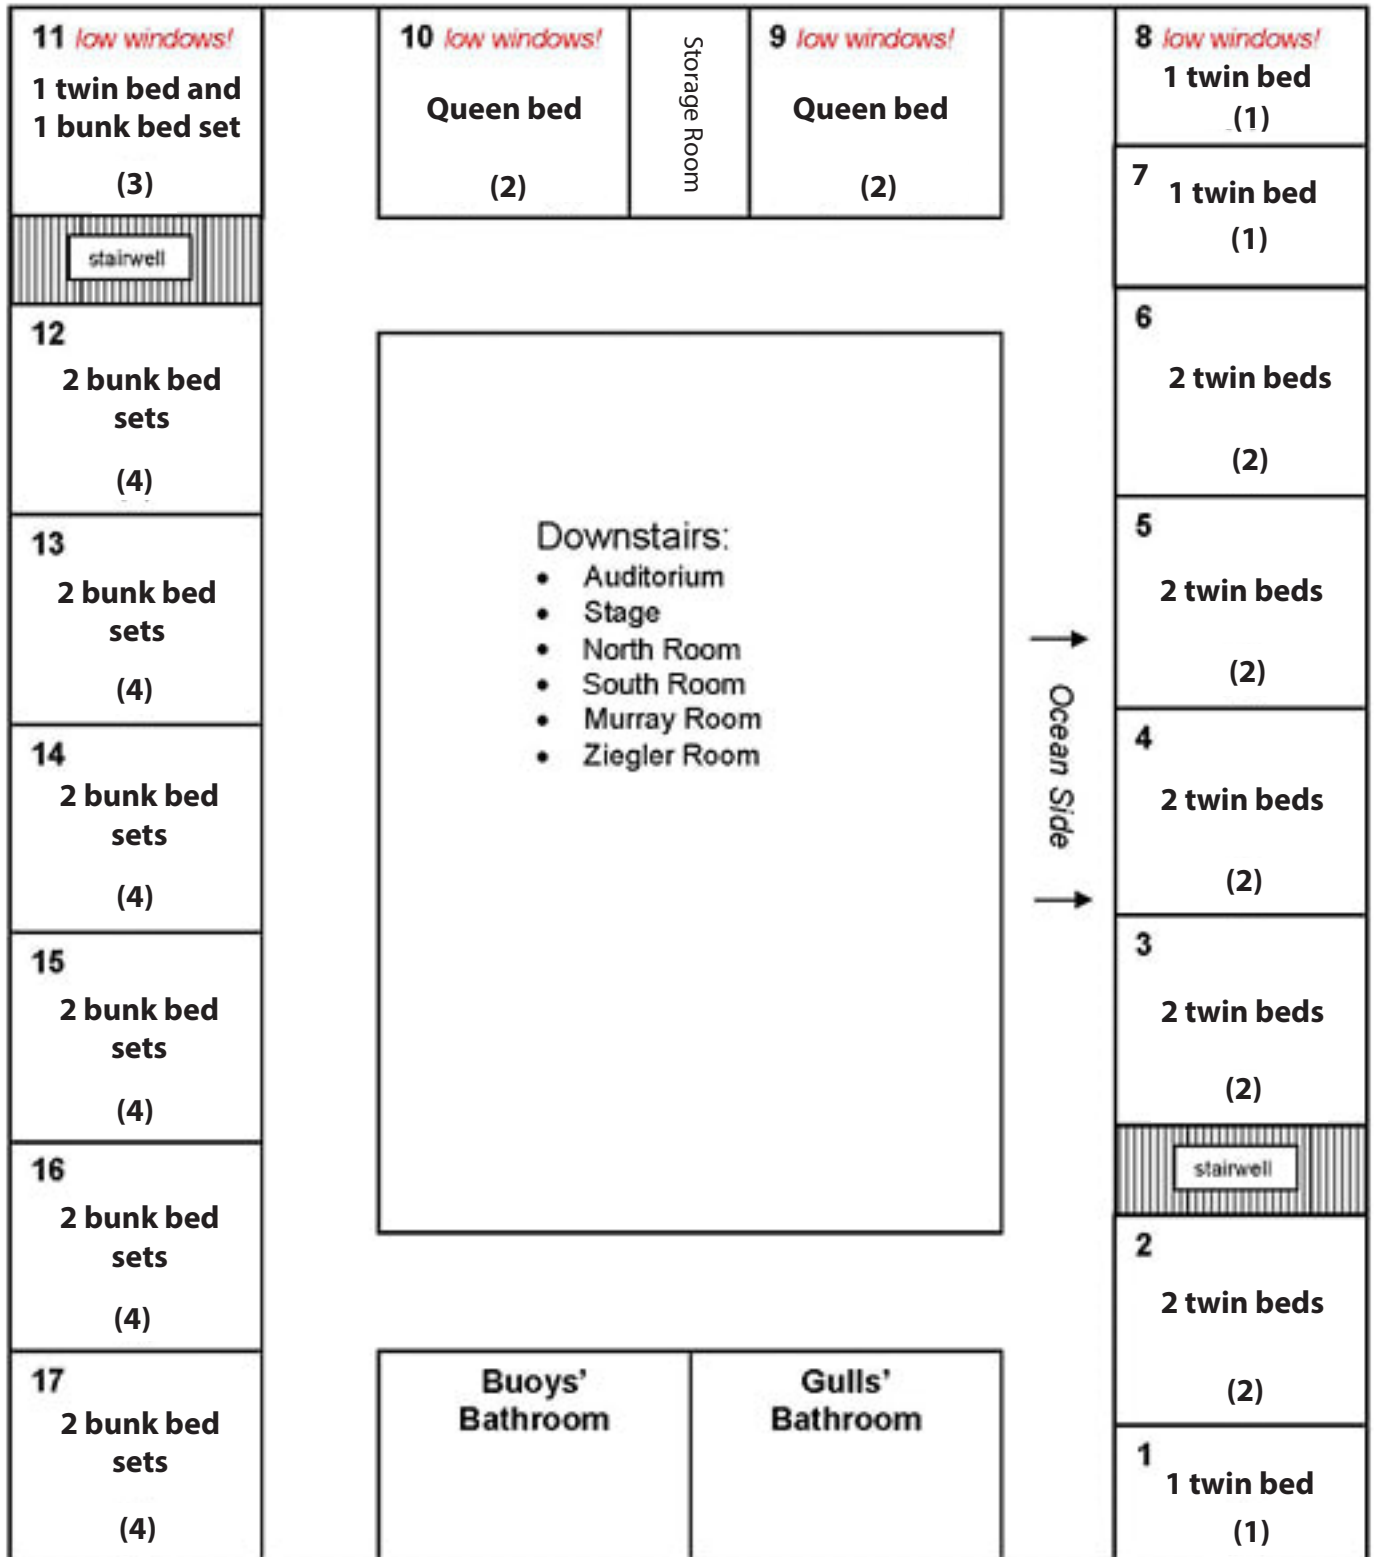 11 low windows!
1 twin bed and
1 bunk bed set
(3)
stairwell
12
2 bunk bed
sets
(4)
13
2 bunk bed
sets
(4)
14
2 bunk bed
sets
(4)
15
2 bunk bed
sets
(4)
16
2 bunk bed
sets
(4)
17
2 bunk bed
sets
(4)
10 low windows!
Queen bed
(2)
Storage Room
9 low windows!
Queen bed
(2)
Downstairs:
• Auditorium
• Stage
• North Room
• South Room
• Murray Room
• Ziegler Room
Buoys'
Bathroom
Gulls'
Bathroom
Ocean Side
8 low windows!
1 twin bed
(1)
7
1 twin bed
(1)
6
2 twin beds
(2)
5
2 twin beds
(2)
4
2 twin beds
(2)
3
2 twin beds
(2)
stairwell
2
2 twin beds
(2)
1
1 twin bed
(1)